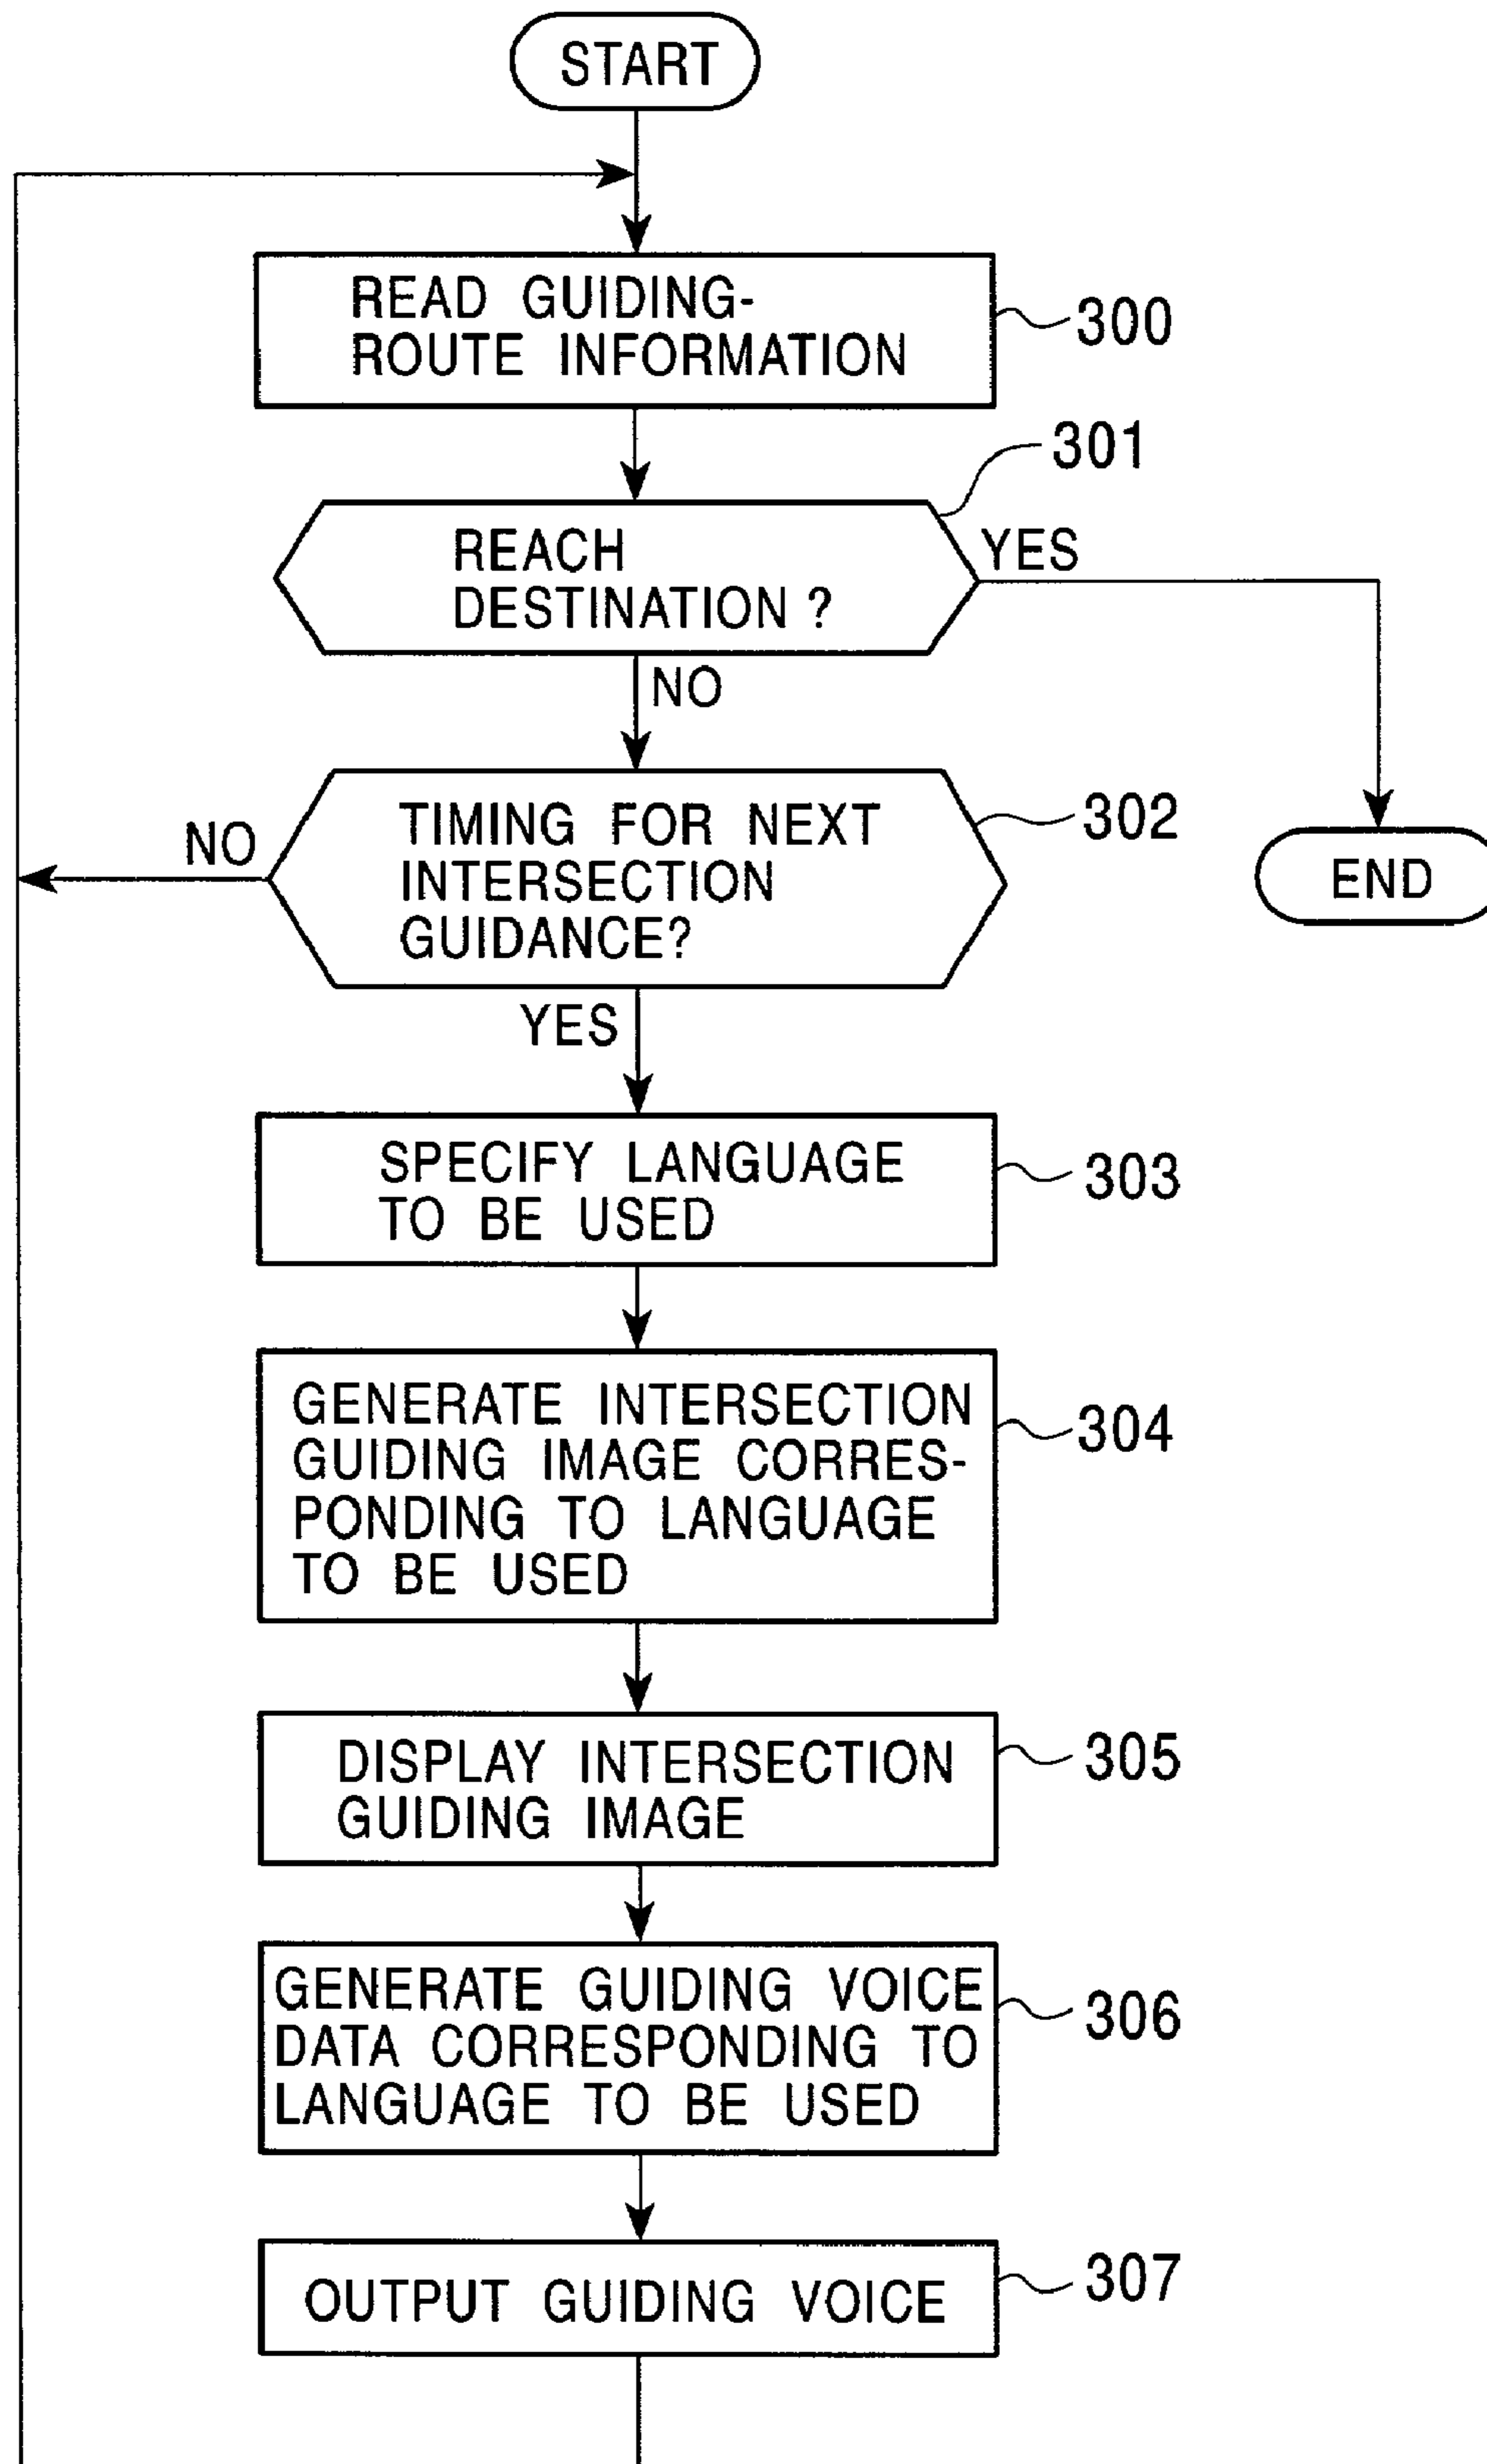 START
READ GUIDING-
ROUTE INFORMATION
300
301
REACH
DESTINATION ?
YES
NO
TIMING FOR NEXT
INTERSECTION
GUIDANCE?
302
NO
END
YES
SPECIFY LANGUAGE
TO BE USED
303
GENERATE INTERSECTION
GUIDING IMAGE CORRES-
PONDING TO LANGUAGE
TO BE USED
304
DISPLAY INTERSECTION
GUIDING IMAGE
305
GENERATE GUIDING VOICE
DATA CORRESPONDING TO
LANGUAGE TO BE USED
306
OUTPUT GUIDING VOICE
307